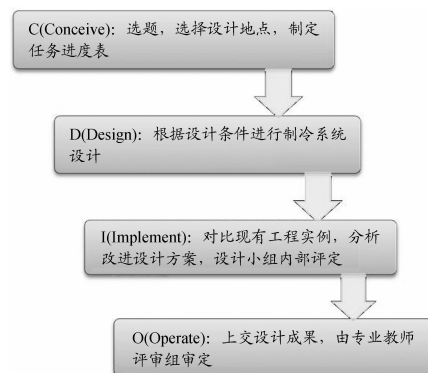 C(Conceive): 选题, 选择设计地点, 制定
任务进度表
D(Design): 根据设计条件进行制冷系统
设计
I(Implement): 对比现有工程实例, 分析
改进设计方案, 设计小组内部评定
O(Operate): 上交设计成果, 由专业教师
评审组审定